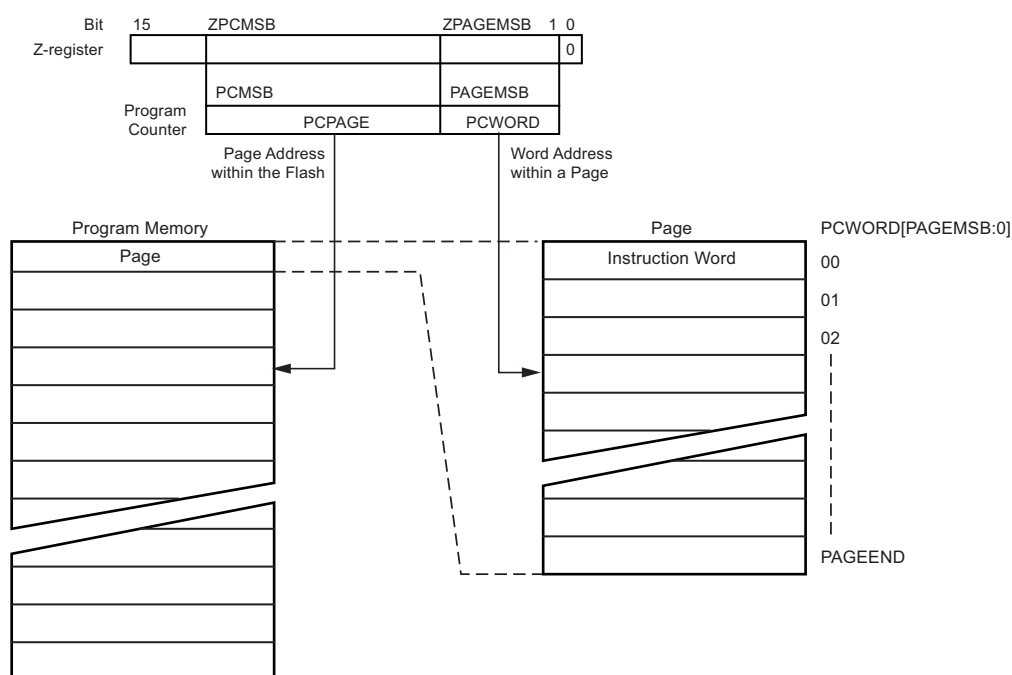 Bit 15 ZPCMSB ZPAGEMSB 1 0
Z-register 0
PCMSB PAGEMSB
Program
Counter
PCPAGE PCWORD
Page Address
within the Flash
Word Address
within a Page
Program Memory
Page
Page
PCWORD[PAGEMSB:0]
Instruction Word
00
01
02
PAGEEND